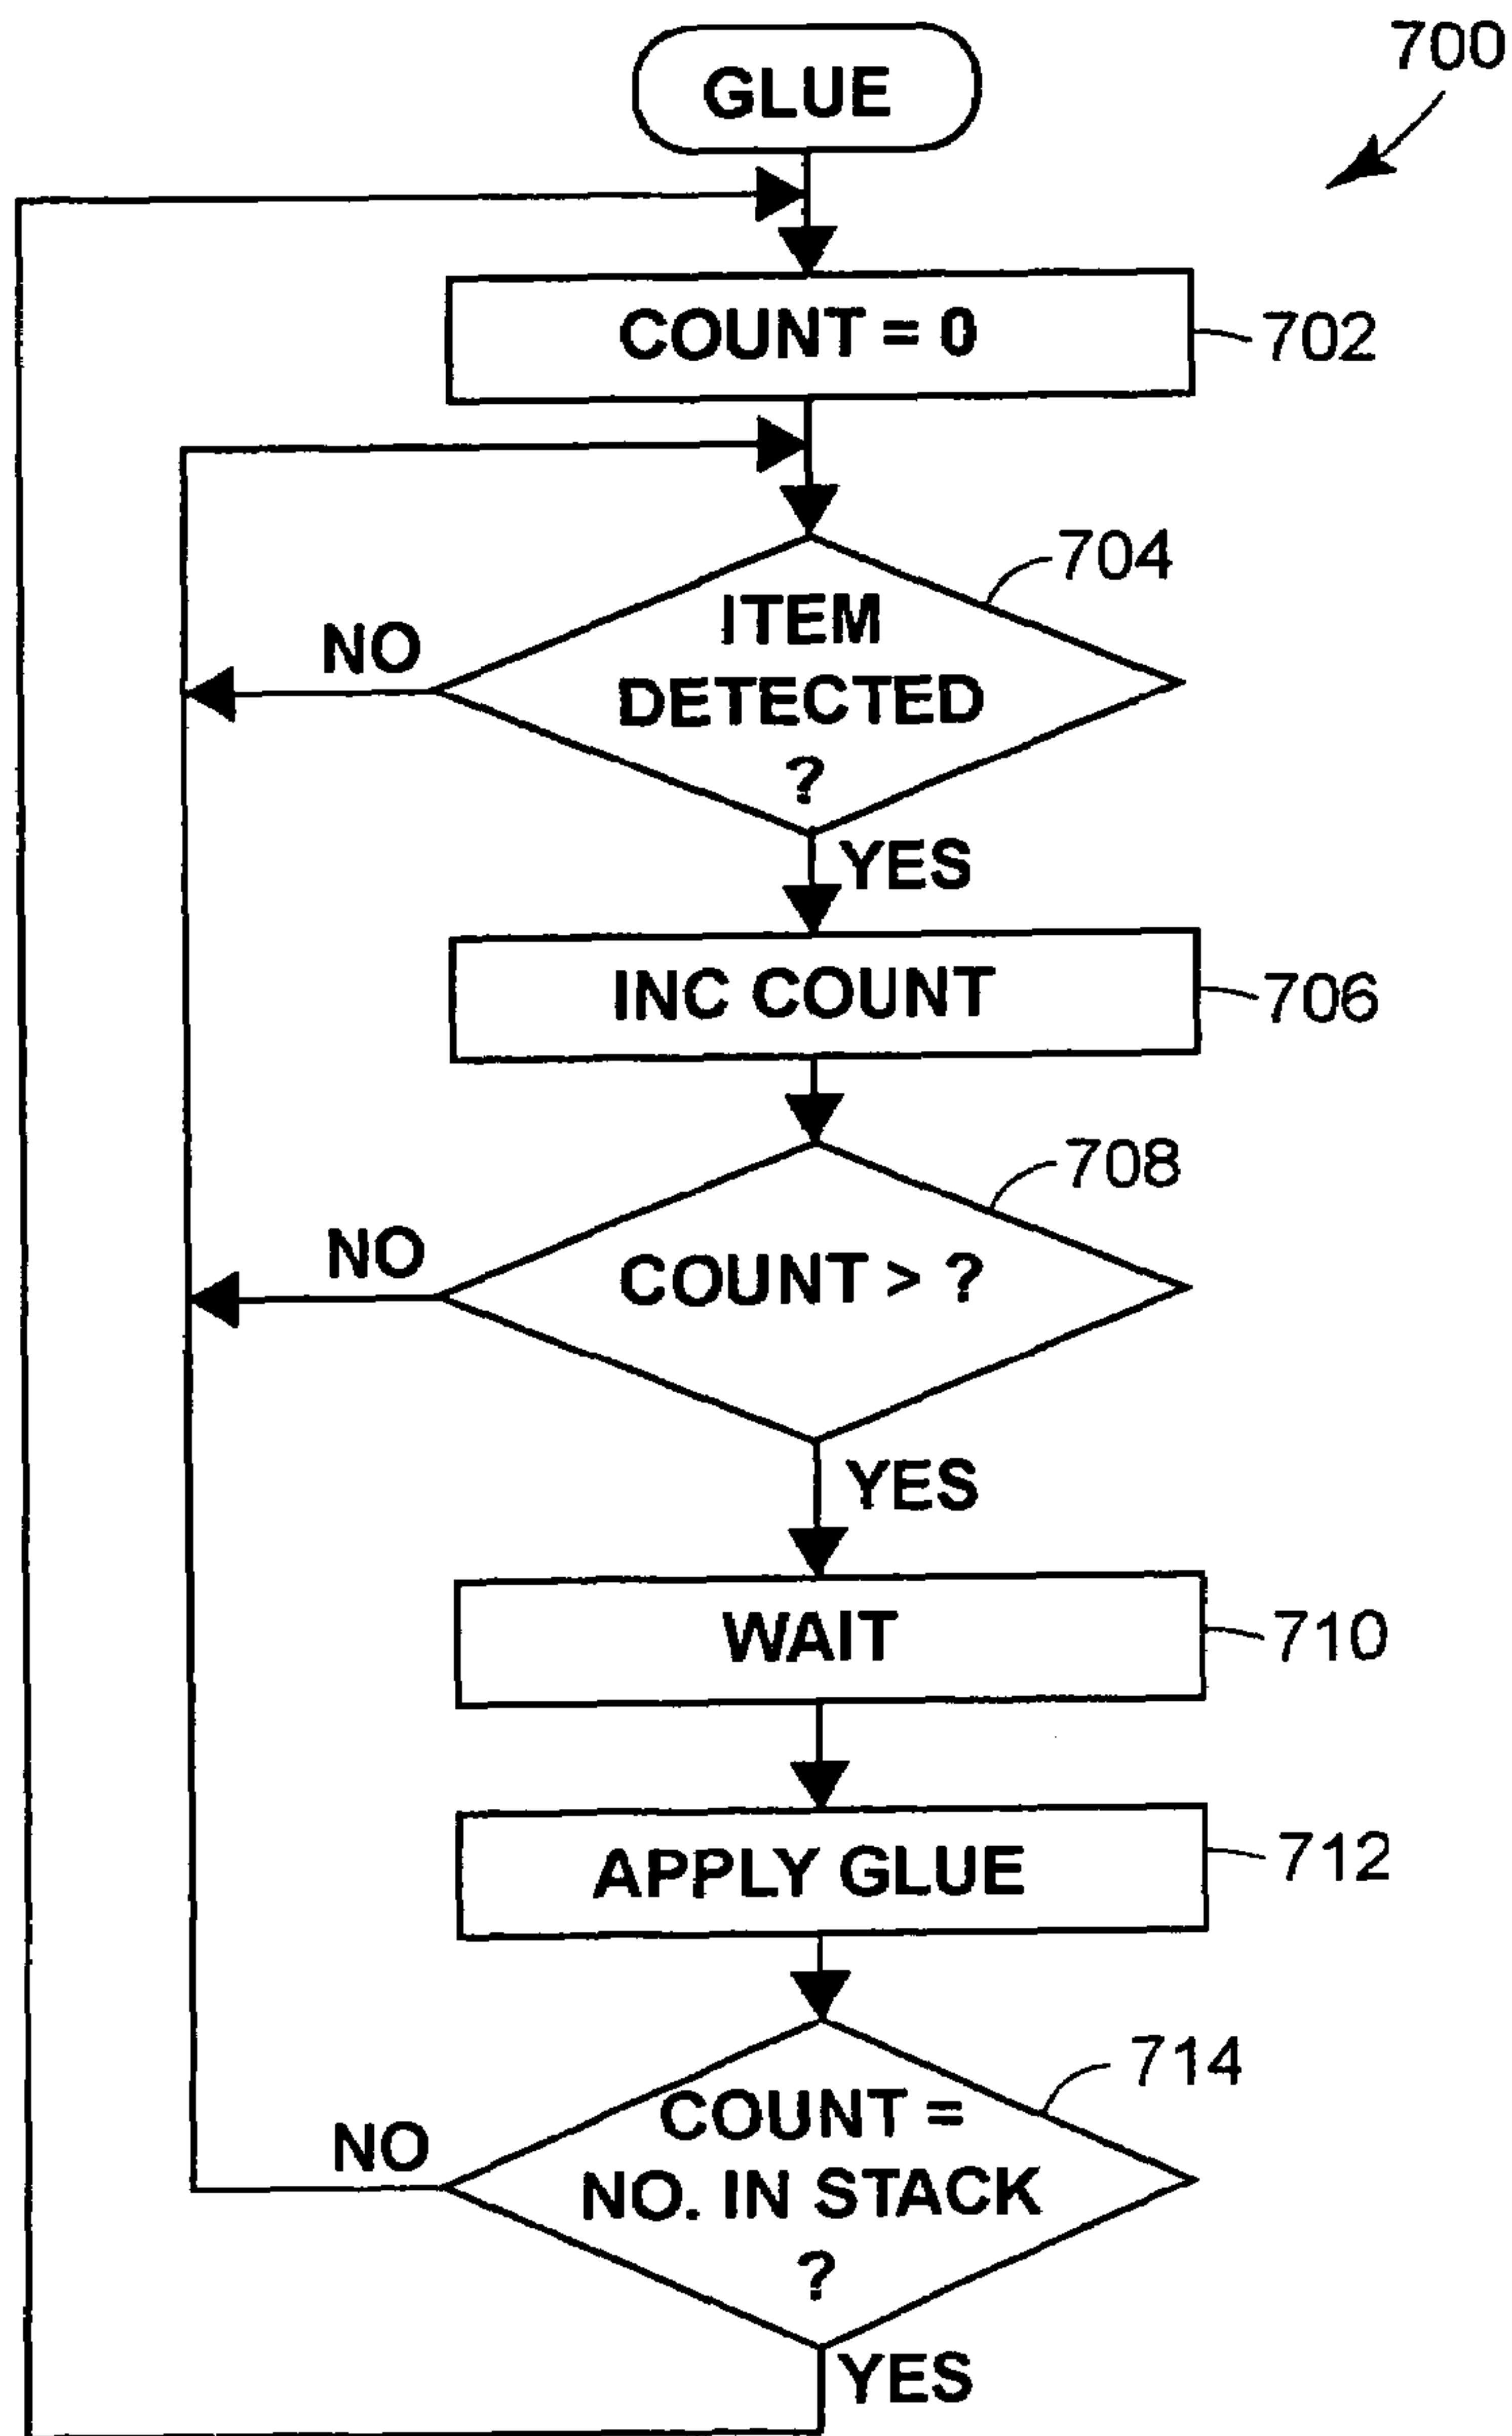 700
GLUE
COUNT = 0
702
704
ITEM
DETECTED
?
NO
YES
INC COUNT
706
708
COUNT > ?
NO
YES
WAIT
710
APPLY GLUE
712
714
COUNT =
NO. IN STACK
?
NO
YES